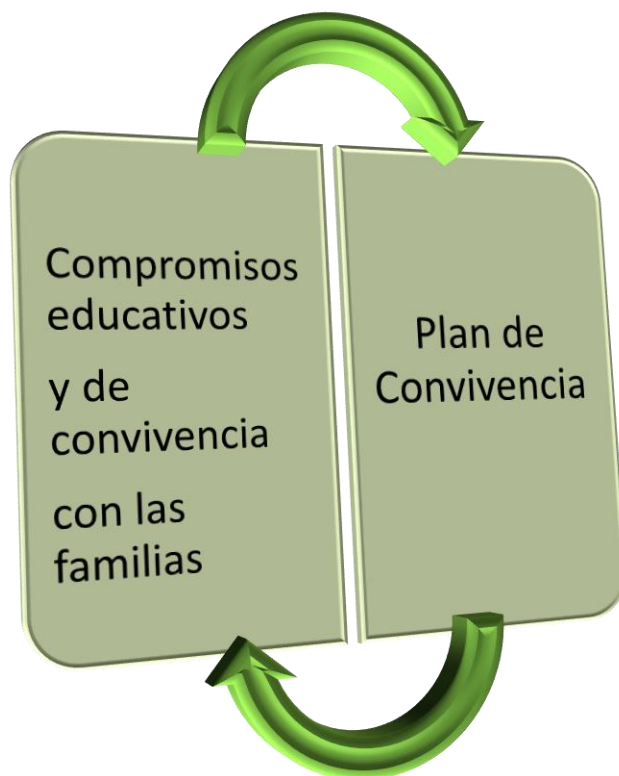 Compromisos
educativos
y de
convivencia
con las
familias
Plan de
Convivencia